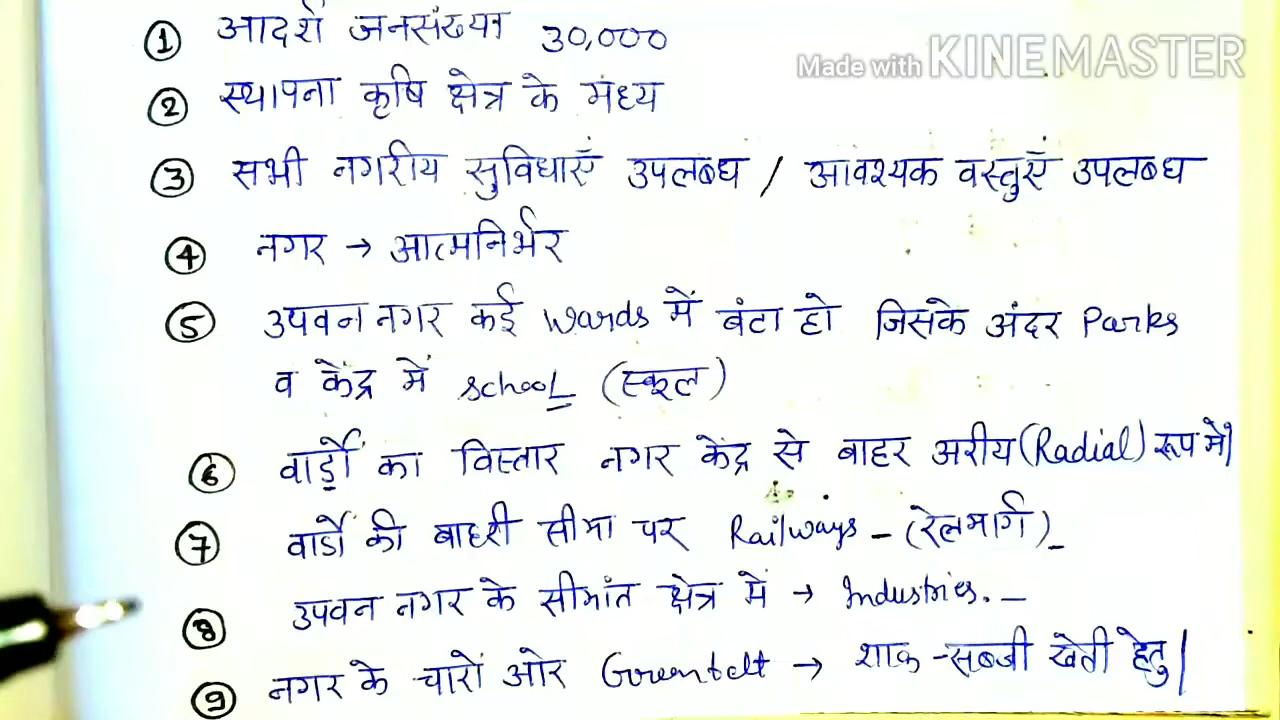 Made with KINEMASTER
① आदर्श जनसंख्या 30,000
② स्थापना कृषि क्षेत्र के मध्य
③ सभी नगरीय सुविधाएँ उपलब्ध / आवश्यक वस्तुएँ उपलब्ध
④ नगर → आत्मनिर्भर
⑤ उपवन नगर कई Wards में बंटा हो जिसके अंदर Parks
व केंद्र में School (स्कूल)
⑥ वार्ड़ों का विस्तार नगर केंद्र से बाहर अरीय (Radial) रूप में।
⑦ वार्डों की बाहरी सीमा पर Railways - (रेलमार्ग)_
⑧ उपवन नगर के सीमांत क्षेत्र में → Industries. _
⑨ नगर के चारों ओर Greenbelt → शाक -सब्जी खेती हेतु।